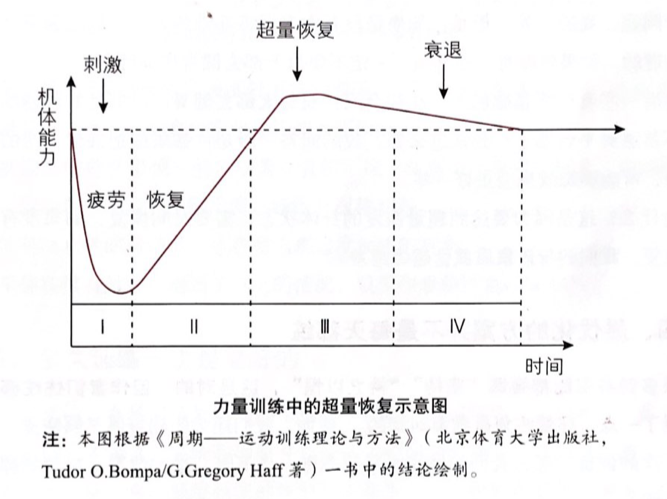 超量恢复
刺激
衰退
机体能力
疲劳
恢复
I
II
III
IV
时间
力量训练中的超量恢复示意图
注：本图根据《周期——运动训练理论与方法》（北京体育大学出版社，
Tudor O.Bompa/G.Gregory Haff 著）一书中的结论绘制。